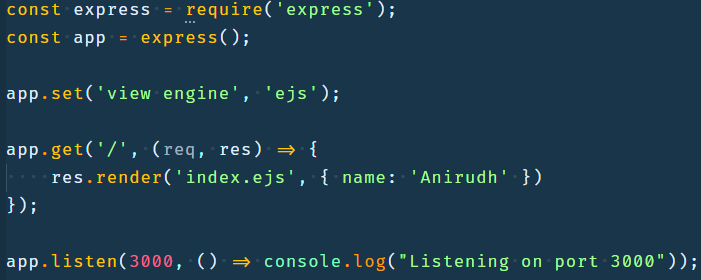 const express = require('express');
const app = express();

app.set('view engine', 'ejs');

app.get('/', (req, res) => {
    res.render('index.ejs', { name: 'Anirudh' })
});

app.listen(3000, () => console.log("Listening on port 3000"));